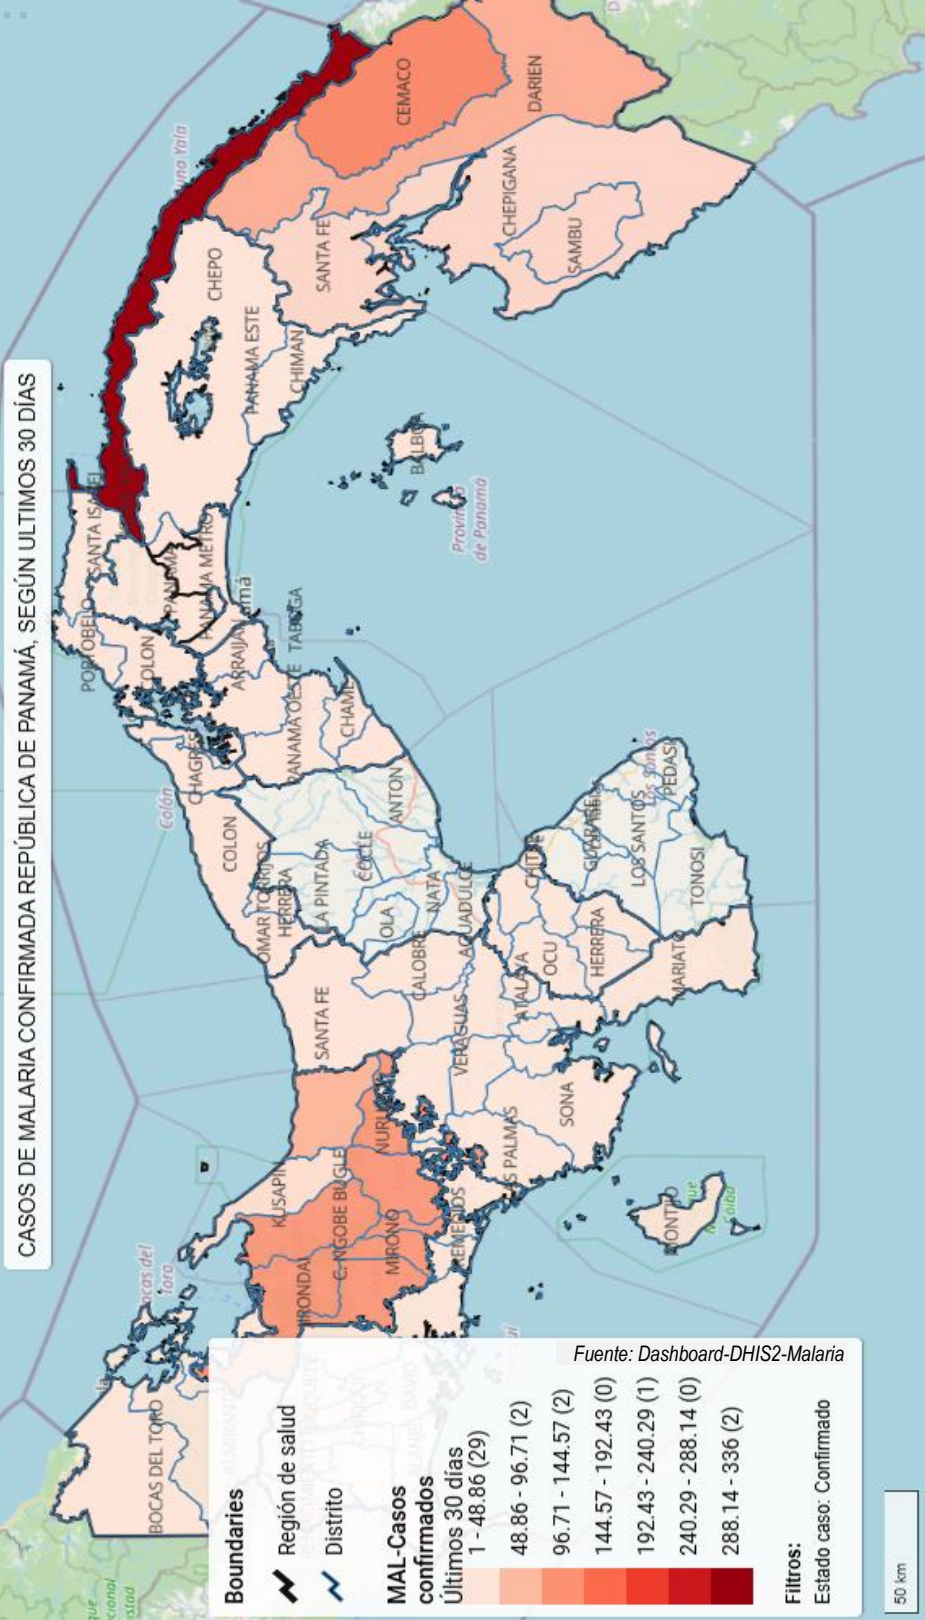 CASOS DE MALARIA CONFIRMADA REPÚBLICA DE PANAMÁ, SEGÚN ULTIMOS 30 DÍAS
BOCAS DEL TORO
KUSAPIN
C. NGOBE BUGLE
MIRONO
REMEDIOS
SANTA FE
VERAGUAS
CALOBRE
LAS PALMAS
SONA
ATALAYA
MONTIJO
MARIATO
COLON
OMAR TORRIJOS
HERRERA
LA PINTADA
COCLE
OLA
NATA
ANTON
AGUADULCE
OCU
HERRERA
CHITRE
GUARARE
LOS SANTOS
Los Santos
PEDASI
TONOSI
Colón
CHAGRES
COLON
PORTOBELO
SANTA ISABEL
PANAMA
PANAMA METRO
ARRAIJAN
PANAMA OESTE
TABOGA
CHAME
BALBOA
Provincia
de Panamá
CHEPO
PANAMA ESTE
CHIMAN
SANTA FE
CEMACO
DARIEN
CHEPIGANA
SAMBU
Boundaries
Región de salud
Distrito
MAL-Casos
confirmados
Últimos 30 días
1 - 48.86 (29)
48.86 - 96.71 (2)
96.71 - 144.57 (2)
144.57 - 192.43 (0)
192.43 - 240.29 (1)
240.29 - 288.14 (0)
288.14 - 336 (2)
Filtros:
Estado caso: Confirmado
Fuente: Dashboard-DHIS2-Malaria
50 km